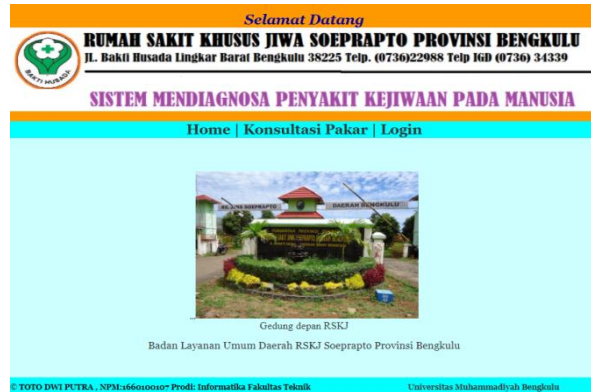 Selamat Datang
RUMAH SAKIT KHUSUS JIWA SOEPRAPTO PROVINSI BENGKULU
JL. Bakti Husada Lingkar Barat Bengkulu 38225 Telp. (0736)22988 Telp IGD (0736) 34339
BAKTI HUSADA
SISTEM MENDIAGNOSA PENYAKIT KEJIWAAN PADA MANUSIA
Home | Konsultasi Pakar | Login
DAERAH BENGKULU
Gedung depan RSKJ
Badan Layanan Umum Daerah RSKJ Soeprapto Provinsi Bengkulu
© TOTO DWI PUTRA , NPM:1660100107 Prodi: Informatika Fakultas Teknik
Universitas Muhammadiyah Bengkulu